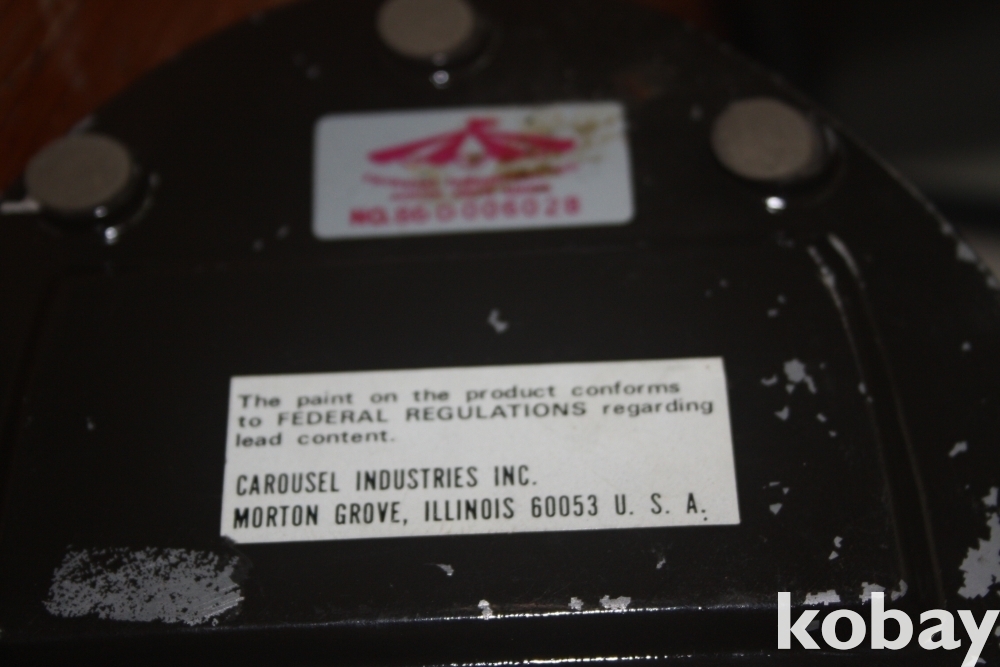 NO. 860006028
The paint on the product conforms
to FEDERAL REGULATIONS regarding
lead content.
CAROUSEL INDUSTRIES INC.
MORTON GROVE, ILLINOIS 60053 U. S. A.
kobay